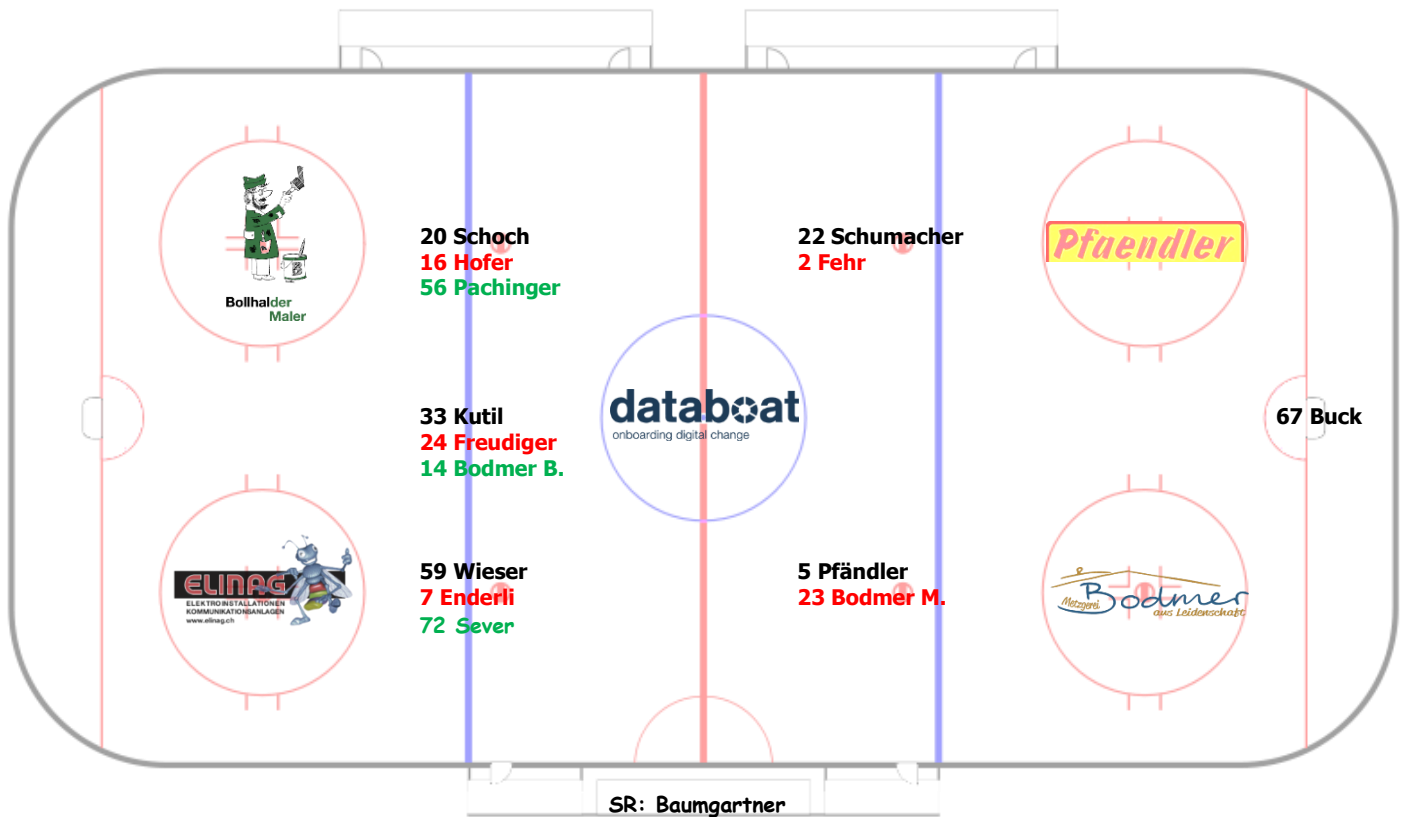 20 Schoch
16 Hofer
56 Pachinger
22 Schumacher
2 Fehr
Pfaendler
Bollhalder
Maler
33 Kutil
24 Freudiger
14 Bodmer B.
databoat
onboarding digital change
67 Buck
ELINAG
ELEKTROINSTALLATIONEN
KOMMUNIKATIONSANLAGEN
www.elinag.ch
59 Wieser
7 Enderli
72 Sever
5 Pfändler
23 Bodmer M.
Metzgerei
Bodmer
aus Leidenschaft
SR: Baumgartner